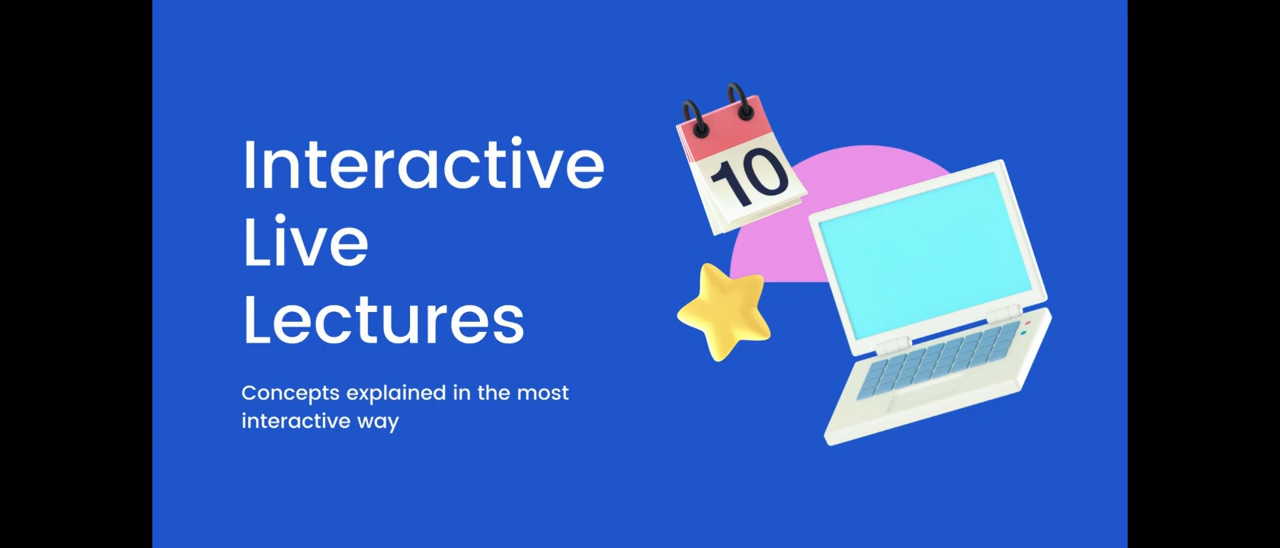 Interactive
Live
Lectures
Concepts explained in the most
interactive way
10